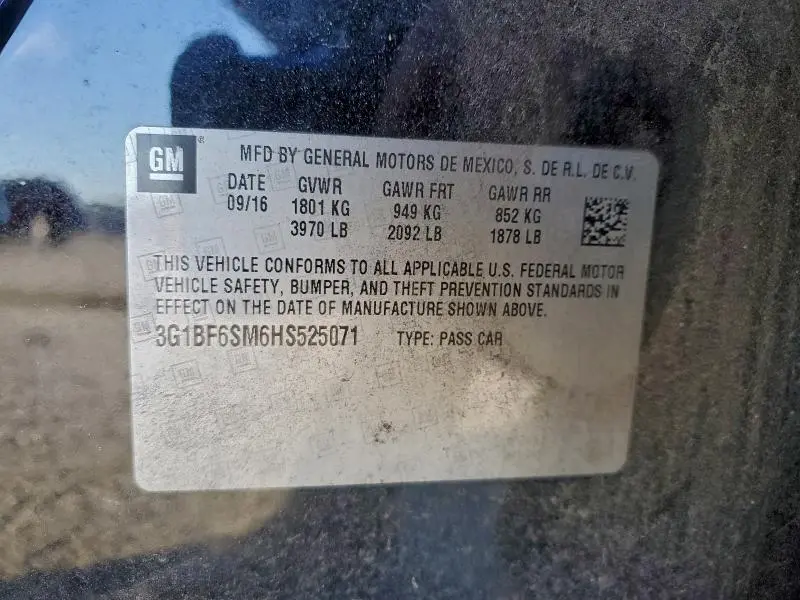 GM
MFD BY GENERAL MOTORS DE MEXICO, S. DE R.L. DE C.V.
DATE GVWR GAWR FRT GAWR RR
09/16 1801 KG 949 KG 852 KG
3970 LB 2092 LB 1878 LB
THIS VEHICLE CONFORMS TO ALL APPLICABLE U.S. FEDERAL MOTOR
VEHICLE SAFETY, BUMPER, AND THEFT PREVENTION STANDARDS IN
EFFECT ON THE DATE OF MANUFACTURE SHOWN ABOVE.
3G1BF6SM6HS525071 TYPE: PASS CAR